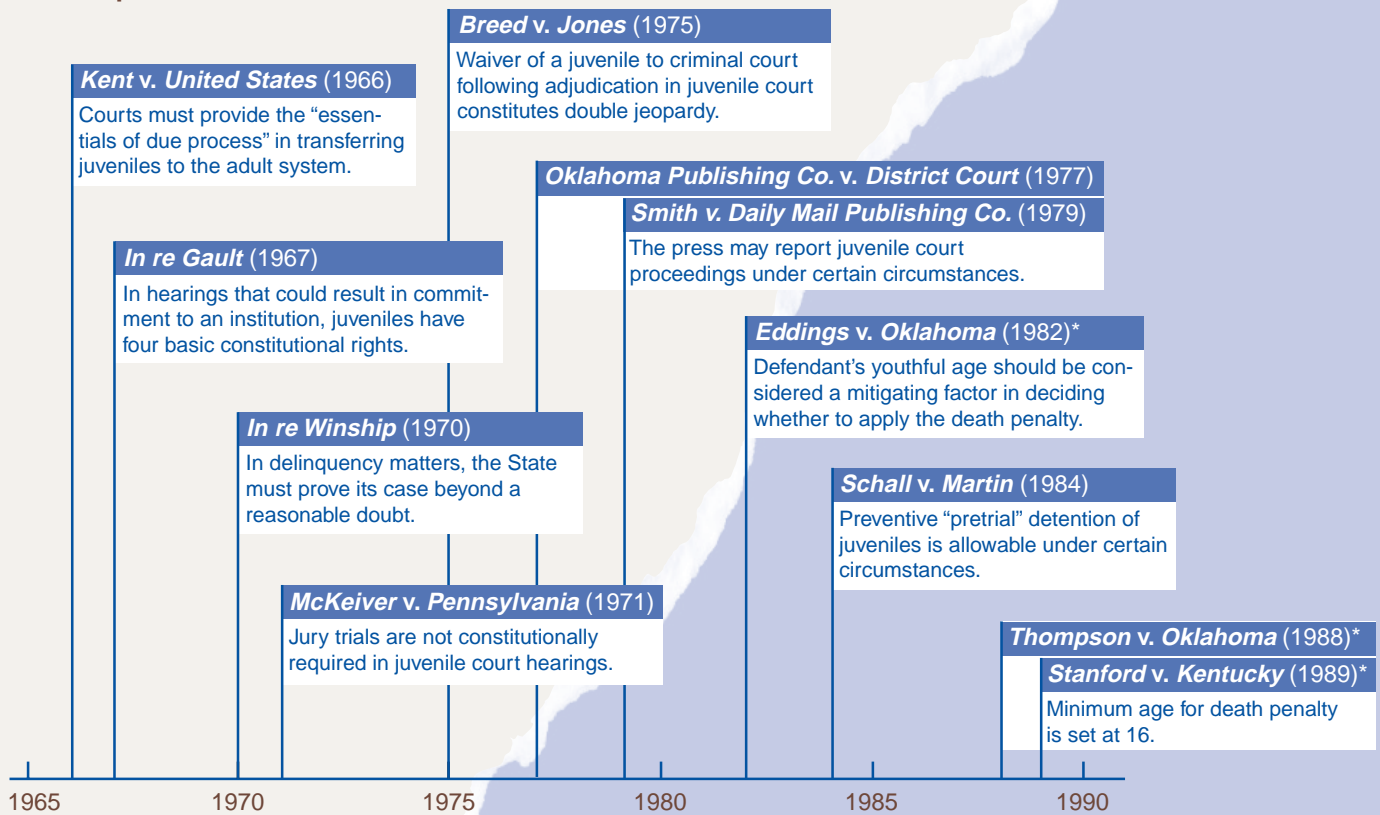 Breed v. Jones (1975)
Waiver of a juvenile to criminal court
following adjudication in juvenile court
constitutes double jeopardy.
Kent v. United States (1966)
Courts must provide the “essen-
tials of due process” in transferring
juveniles to the adult system.
Oklahoma Publishing Co. v. District Court (1977)
Smith v. Daily Mail Publishing Co. (1979)
The press may report juvenile court
proceedings under certain circumstances.
In re Gault (1967)
In hearings that could result in commit-
ment to an institution, juveniles have
four basic constitutional rights.
Eddings v. Oklahoma (1982)*
Defendant’s youthful age should be con-
sidered a mitigating factor in deciding
whether to apply the death penalty.
In re Winship (1970)
In delinquency matters, the State
must prove its case beyond a
reasonable doubt.
Schall v. Martin (1984)
Preventive “pretrial” detention of
juveniles is allowable under certain
circumstances.
McKeiver v. Pennsylvania (1971)
Jury trials are not constitutionally
required in juvenile court hearings.
Thompson v. Oklahoma (1988)*
Stanford v. Kentucky (1989)*
Minimum age for death penalty
is set at 16.
1965 1970 1975 1980 1985 1990